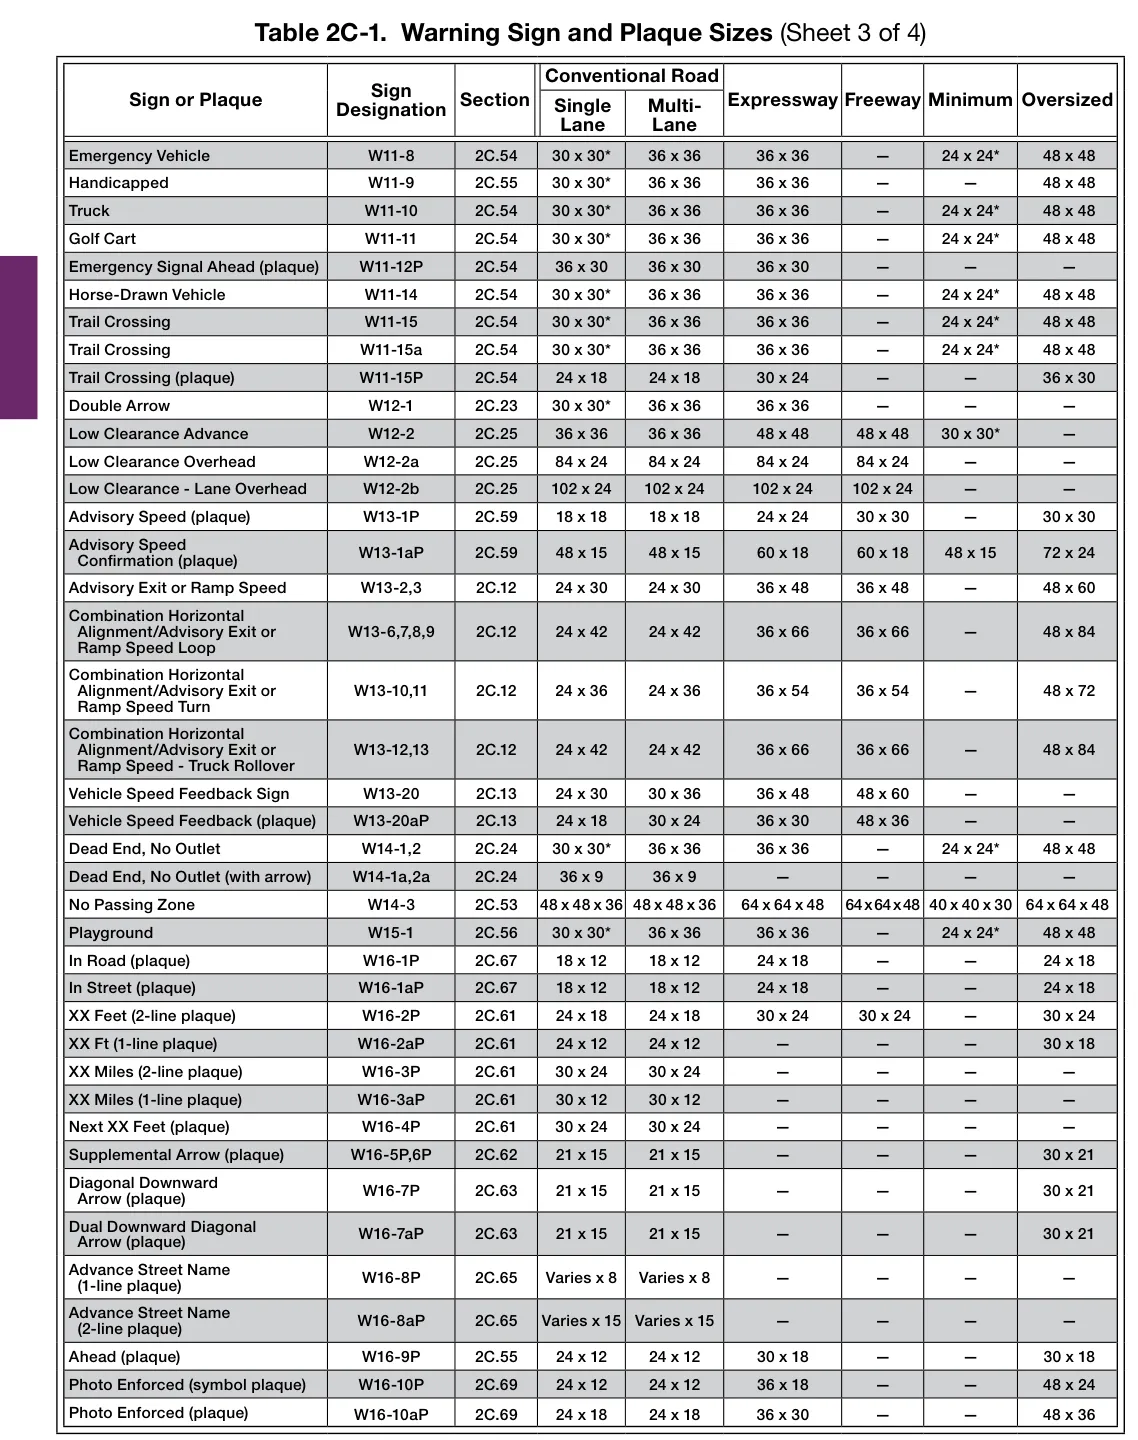 Table 2C-1. Warning Sign and Plaque Sizes (Sheet 3 of 4)
Sign or Plaque Sign Designation Section Conventional Road Single Lane Multi-Lane Expressway Freeway Minimum Oversized
Emergency Vehicle W11-8 2C.54 30 x 30* 36 x 36 36 x 36 — 24 x 24* 48 x 48
Handicapped W11-9 2C.55 30 x 30* 36 x 36 36 x 36 — — 48 x 48
Truck W11-10 2C.54 30 x 30* 36 x 36 36 x 36 — 24 x 24* 48 x 48
Golf Cart W11-11 2C.54 30 x 30* 36 x 36 36 x 36 — 24 x 24* 48 x 48
Emergency Signal Ahead (plaque) W11-12P 2C.54 36 x 30 36 x 30 36 x 30 — — —
Horse-Drawn Vehicle W11-14 2C.54 30 x 30* 36 x 36 36 x 36 — 24 x 24* 48 x 48
Trail Crossing W11-15 2C.54 30 x 30* 36 x 36 36 x 36 — 24 x 24* 48 x 48
Trail Crossing W11-15a 2C.54 30 x 30* 36 x 36 36 x 36 — 24 x 24* 48 x 48
Trail Crossing (plaque) W11-15P 2C.54 24 x 18 24 x 18 30 x 24 — — 36 x 30
Double Arrow W12-1 2C.23 30 x 30* 36 x 36 36 x 36 — — —
Low Clearance Advance W12-2 2C.25 36 x 36 36 x 36 48 x 48 48 x 48 30 x 30* —
Low Clearance Overhead W12-2a 2C.25 84 x 24 84 x 24 84 x 24 84 x 24 — —
Low Clearance - Lane Overhead W12-2b 2C.25 102 x 24 102 x 24 102 x 24 102 x 24 — —
Advisory Speed (plaque) W13-1P 2C.59 18 x 18 18 x 18 24 x 24 30 x 30 — 30 x 30
Advisory Speed
Confirmation (plaque) W13-1aP 2C.59 48 x 15 48 x 15 60 x 18 60 x 18 48 x 15 72 x 24
Advisory Exit or Ramp Speed W13-2,3 2C.12 24 x 30 24 x 30 36 x 48 36 x 48 — 48 x 60
Combination Horizontal
Alignment/Advisory Exit or W13-6,7,8,9 2C.12 24 x 42 24 x 42 36 x 66 36 x 66 — 48 x 84
Ramp Speed Loop
Combination Horizontal
Alignment/Advisory Exit or W13-10,11 2C.12 24 x 36 24 x 36 36 x 54 36 x 54 — 48 x 72
Ramp Speed Turn
Combination Horizontal
Alignment/Advisory Exit or W13-12,13 2C.12 24 x 42 24 x 42 36 x 66 36 x 66 — 48 x 84
Ramp Speed - Truck Rollover
Vehicle Speed Feedback Sign W13-20 2C.13 24 x 30 30 x 36 36 x 48 48 x 60 — —
Vehicle Speed Feedback (plaque) W13-20aP 2C.13 24 x 18 30 x 24 36 x 30 48 x 36 — —
Dead End, No Outlet W14-1,2 2C.24 30 x 30* 36 x 36 36 x 36 — 24 x 24* 48 x 48
Dead End, No Outlet (with arrow) W14-1a,2a 2C.24 36 x 9 36 x 9 — — — —
No Passing Zone W14-3 2C.53 48 x 48 x 36 48 x 48 x 36 64 x 64 x 48 64 x 64 x 48 40 x 40 x 30 64 x 64 x 48
Playground W15-1 2C.56 30 x 30* 36 x 36 36 x 36 — 24 x 24* 48 x 48
In Road (plaque) W16-1P 2C.67 18 x 12 18 x 12 24 x 18 — — 24 x 18
In Street (plaque) W16-1aP 2C.67 18 x 12 18 x 12 24 x 18 — — 24 x 18
XX Feet (2-line plaque) W16-2P 2C.61 24 x 18 24 x 18 30 x 24 30 x 24 — 30 x 24
XX Ft (1-line plaque) W16-2aP 2C.61 24 x 12 24 x 12 — — — 30 x 18
XX Miles (2-line plaque) W16-3P 2C.61 30 x 24 30 x 24 — — — —
XX Miles (1-line plaque) W16-3aP 2C.61 30 x 12 30 x 12 — — — —
Next XX Feet (plaque) W16-4P 2C.61 30 x 24 30 x 24 — — — —
Supplemental Arrow (plaque) W16-5P,6P 2C.62 21 x 15 21 x 15 — — — 30 x 21
Diagonal Downward
Arrow (plaque) W16-7P 2C.63 21 x 15 21 x 15 — — — 30 x 21
Dual Downward Diagonal
Arrow (plaque) W16-7aP 2C.63 21 x 15 21 x 15 — — — 30 x 21
Advance Street Name
(1-line plaque) W16-8P 2C.65 Varies x 8 Varies x 8 — — — —
Advance Street Name
(2-line plaque) W16-8aP 2C.65 Varies x 15 Varies x 15 — — — —
Ahead (plaque) W16-9P 2C.55 24 x 12 24 x 12 30 x 18 — — 30 x 18
Photo Enforced (symbol plaque) W16-10P 2C.69 24 x 12 24 x 12 36 x 18 — — 48 x 24
Photo Enforced (plaque) W16-10aP 2C.69 24 x 18 24 x 18 36 x 30 — — 48 x 36